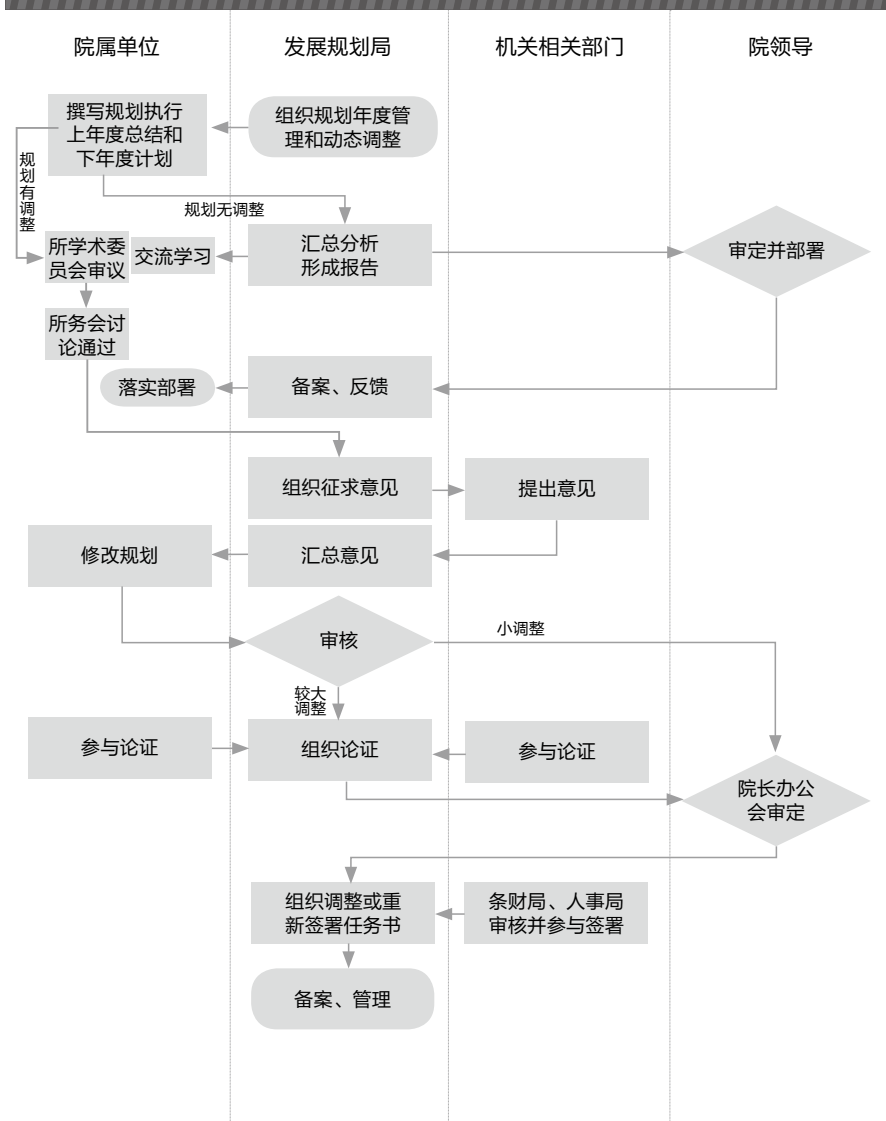 院属单位
发展规划局
机关相关部门
院领导
撰写规划执行
上年度总结和
下年度计划
组织规划年度管
理和动态调整
规划有调整
规划无调整
所学术委
员会审议
交流学习
汇总分析
形成报告
审定并部署
所务会讨
论通过
落实部署
备案、反馈
组织征求意见
提出意见
修改规划
汇总意见
审核
小调整
较大
调整
参与论证
组织论证
参与论证
院长办公
会审定
组织调整或重
新签署任务书
条财局、人事局
审核并参与签署
备案、管理